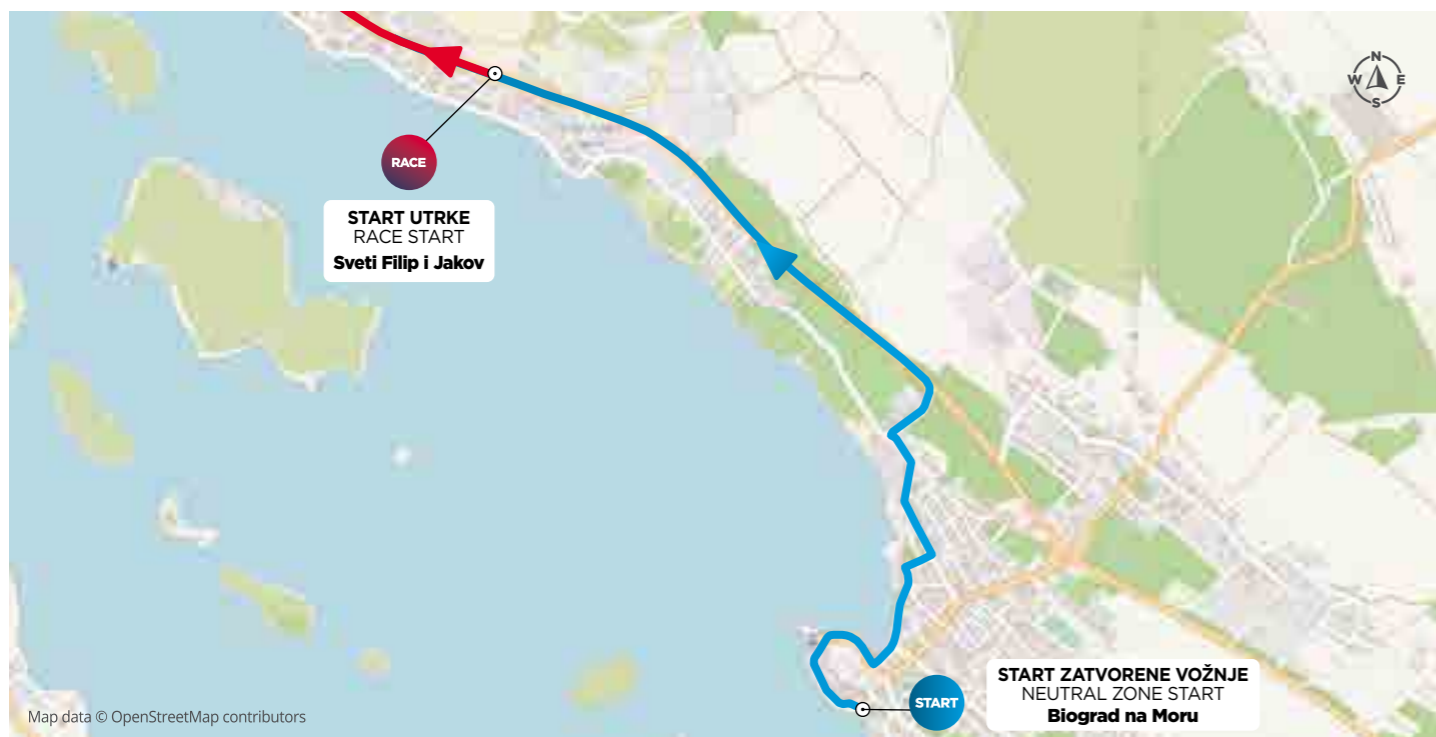 N
W E
S
RACE
START UTRKE
RACE START
Sveti Filip i Jakov
START
START ZATVORENE VOŽNJE
NEUTRAL ZONE START
Biograd na Moru
Map data © OpenStreetMap contributors